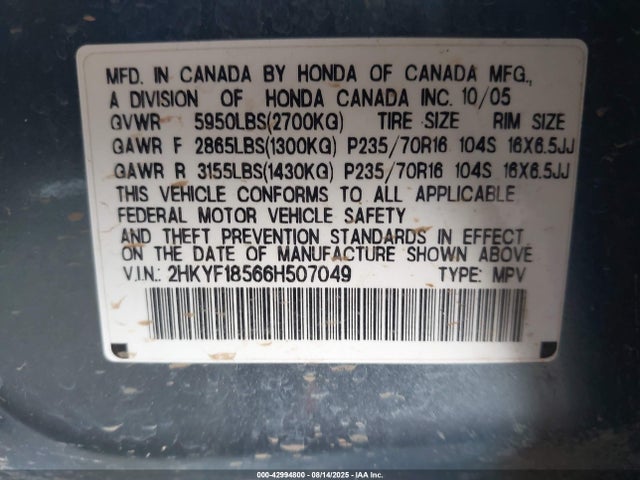 MFD. IN CANADA BY HONDA OF CANADA MFG.,
A DIVISION OF HONDA CANADA INC. 10/05
GVWR 5950LBS(2700KG) TIRE SIZE RIM SIZE
GAWR F 2865LBS(1300KG) P235/70R16 104S 16X6.5JJ
GAWR R 3155LBS(1430KG) P235/70R16 104S 16X6.5JJ
THIS VEHICLE CONFORMS TO ALL APPLICABLE
FEDERAL MOTOR VEHICLE SAFETY
AND THEFT PREVENTION STANDARDS IN EFFECT
ON THE DATE OF MANUFACTURE SHOWN ABOVE
V.I.N.: 2HKYF18566H507049 TYPE: MPV
000-42994800 - 08/14/2025 - IAA Inc.